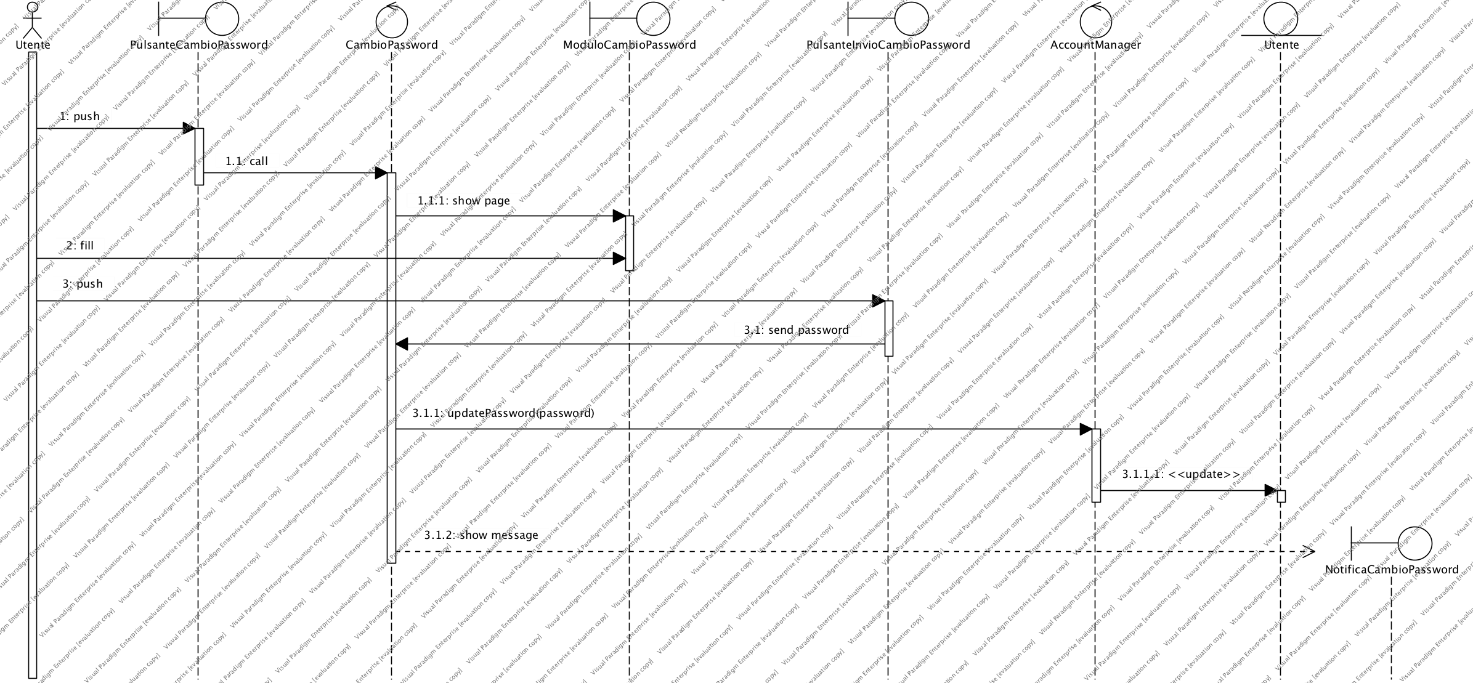 Utente
PulsanteCambioPassword
CambioPassword
ModuloCambioPassword
PulsanteInvioCambioPassword
AccountManager
Utente
1: push
1.1: call
1.1.1: show page
2: fill
3: push
3.1: send password
3.1.1: updatePassword(password)
3.1.1.1: <<update>>
3.1.2: show message
NotificaCambioPassword
Visual Paradigm Enterprise [evaluation copy]